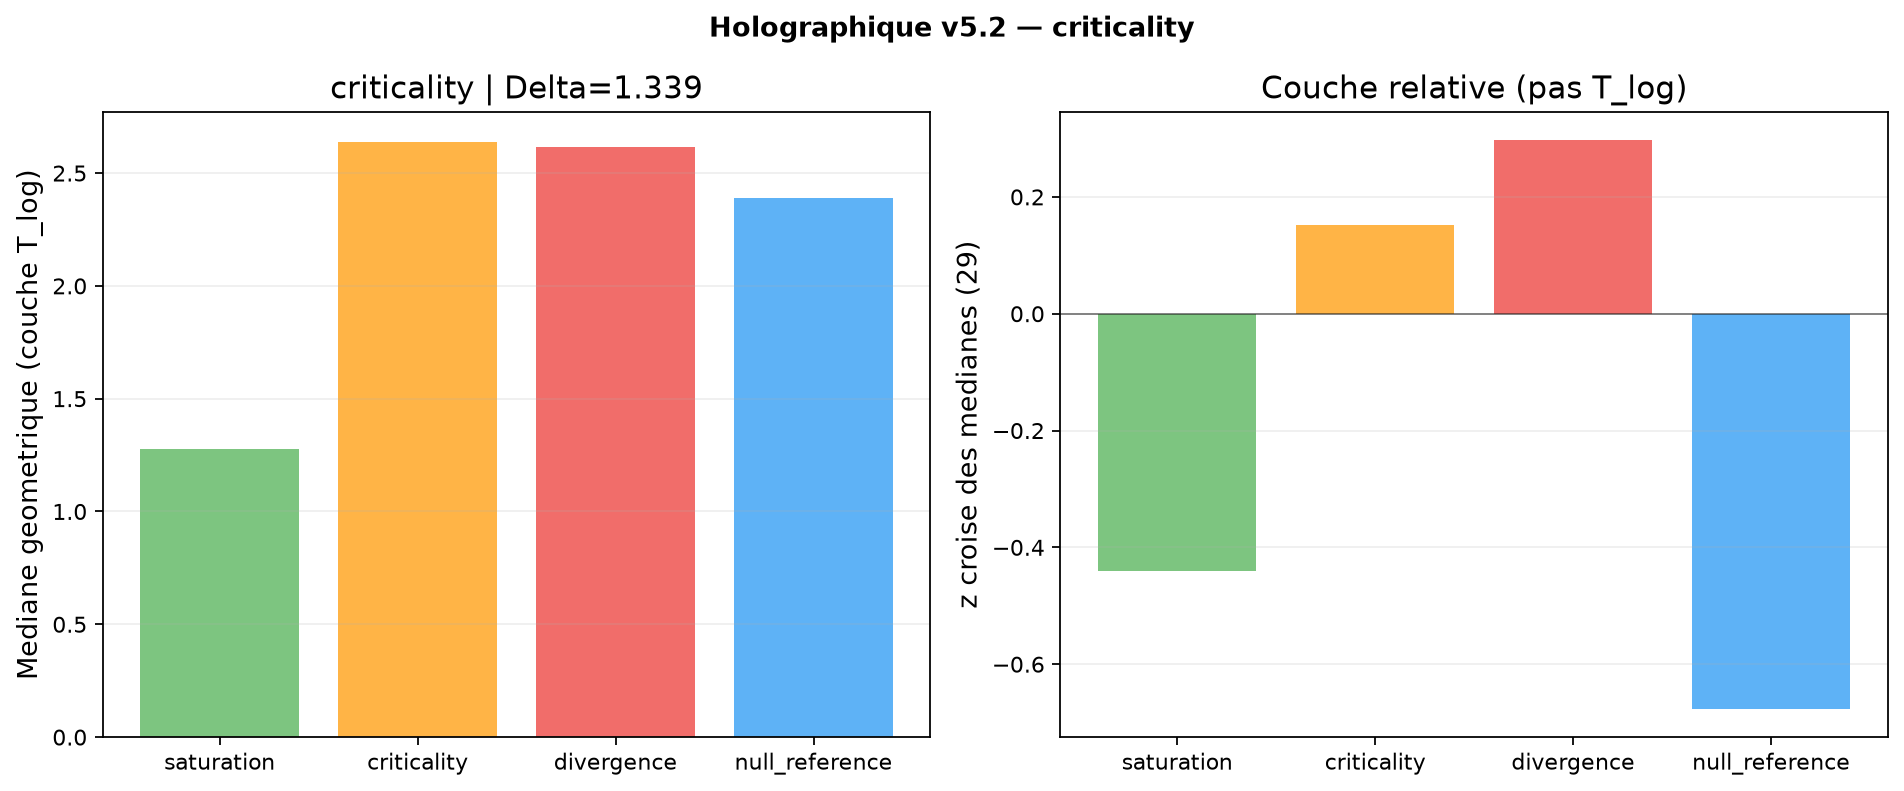 Holographique v5.2 — criticality
criticality | Delta=1.339
Mediane geometrique (couche T_log)
2.5
2.0
1.5
1.0
0.5
0.0
saturation
criticality
divergence
null_reference
Couche relative (pas T_log)
z croise des medianes (29)
0.2
0.0
−0.2
−0.4
−0.6
saturation
criticality
divergence
null_reference